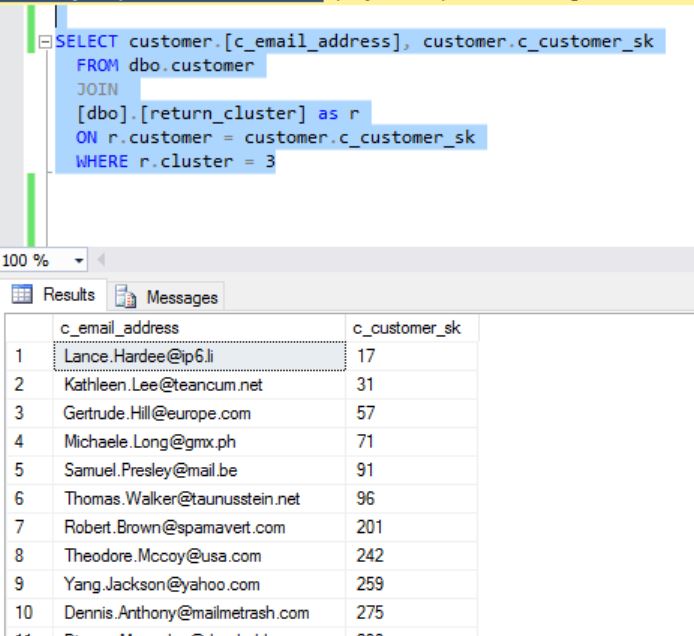 SELECT customer.[c_email_address], customer.c_customer_sk
FROM dbo.customer
JOIN
[dbo].[return_cluster] as r
ON r.customer = customer.c_customer_sk
WHERE r.cluster = 3
100 %
Results Messages
c_email_address c_customer_sk
1 Lance.Hardee@ip6.li 17
2 Kathleen.Lee@teancum.net 31
3 Gertrude.Hill@europe.com 57
4 Michaele.Long@gmx.ph 71
5 Samuel.Presley@mail.be 91
6 Thomas.Walker@taunusstein.net 96
7 Robert.Brown@spamavert.com 201
8 Theodore.Mccoy@usa.com 242
9 Yang.Jackson@yahoo.com 259
10 Dennis.Anthony@mailmetrash.com 275